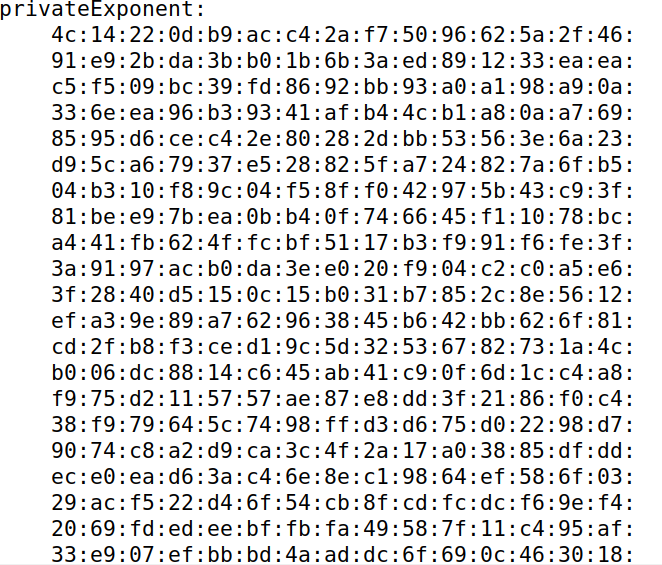 privateExponent:
4c:14:22:0d:b9:ac:c4:2a:f7:50:96:62:5a:2f:46:
91:e9:2b:da:3b:b0:1b:6b:3a:ed:89:12:33:ea:ea:
c5:f5:09:bc:39:fd:86:92:bb:93:a0:a1:98:a9:0a:
33:6e:ea:96:b3:93:41:af:b4:4c:b1:a8:0a:a7:69:
85:95:d6:ce:c4:2e:80:28:2d:bb:53:56:3e:6a:23:
d9:5c:a6:79:37:e5:28:82:5f:a7:24:82:7a:6f:b5:
04:b3:10:f8:9c:04:f5:8f:f0:42:97:5b:43:c9:3f:
81:be:e9:7b:ea:0b:b4:0f:74:66:45:f1:10:78:bc:
a4:41:fb:62:4f:fc:bf:51:17:b3:f9:91:f6:fe:3f:
3a:91:97:ac:b0:da:3e:e0:20:f9:04:c2:c0:a5:e6:
3f:28:40:d5:15:0c:15:b0:31:b7:85:2c:8e:56:12:
ef:a3:9e:89:a7:62:96:38:45:b6:42:bb:62:6f:81:
cd:2f:b8:f3:ce:d1:9c:5d:32:53:67:82:73:1a:4c:
b0:06:dc:88:14:c6:45:ab:41:c9:0f:6d:1c:c4:a8:
f9:75:d2:11:57:57:ae:87:e8:dd:3f:21:86:f0:c4:
38:f9:79:64:5c:74:98:ff:d3:d6:75:d0:22:98:d7:
90:74:c8:a2:d9:ca:3c:4f:2a:17:a0:38:85:df:dd:
ec:e0:ea:d6:3a:c4:6e:8e:c1:98:64:ef:58:6f:03:
29:ac:f5:22:d4:6f:54:cb:8f:cd:fc:dc:f6:9e:f4:
20:69:fd:ed:ee:bf:fb:fa:49:58:7f:11:c4:95:af:
33:e9:07:ef:bb:bd:4a:ad:dc:6f:69:0c:46:30:18: